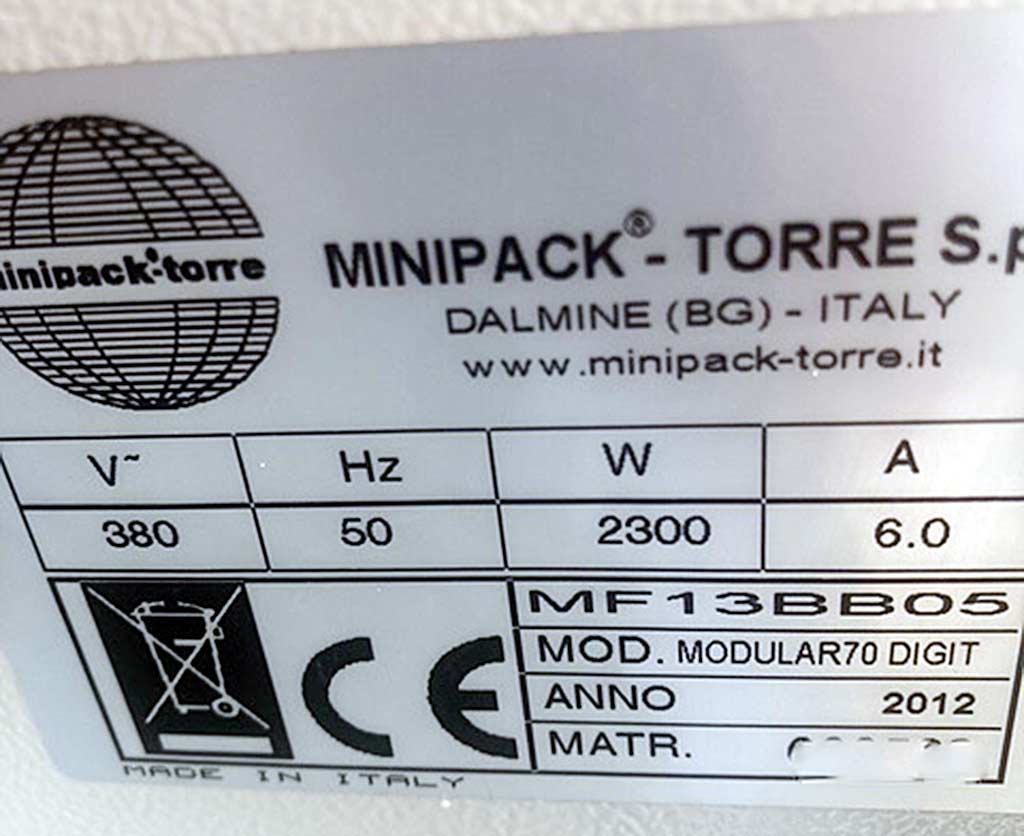 minipack-torre
MINIPACK® - TORRE S.p
DALMINE (BG) - ITALY
www.minipack-torre.it
V~ Hz W A
380 50 2300 6.0
MF13BB05
CE
MOD. MODULAR70 DIGIT
ANNO 2012
MATR.
MADE IN ITALY